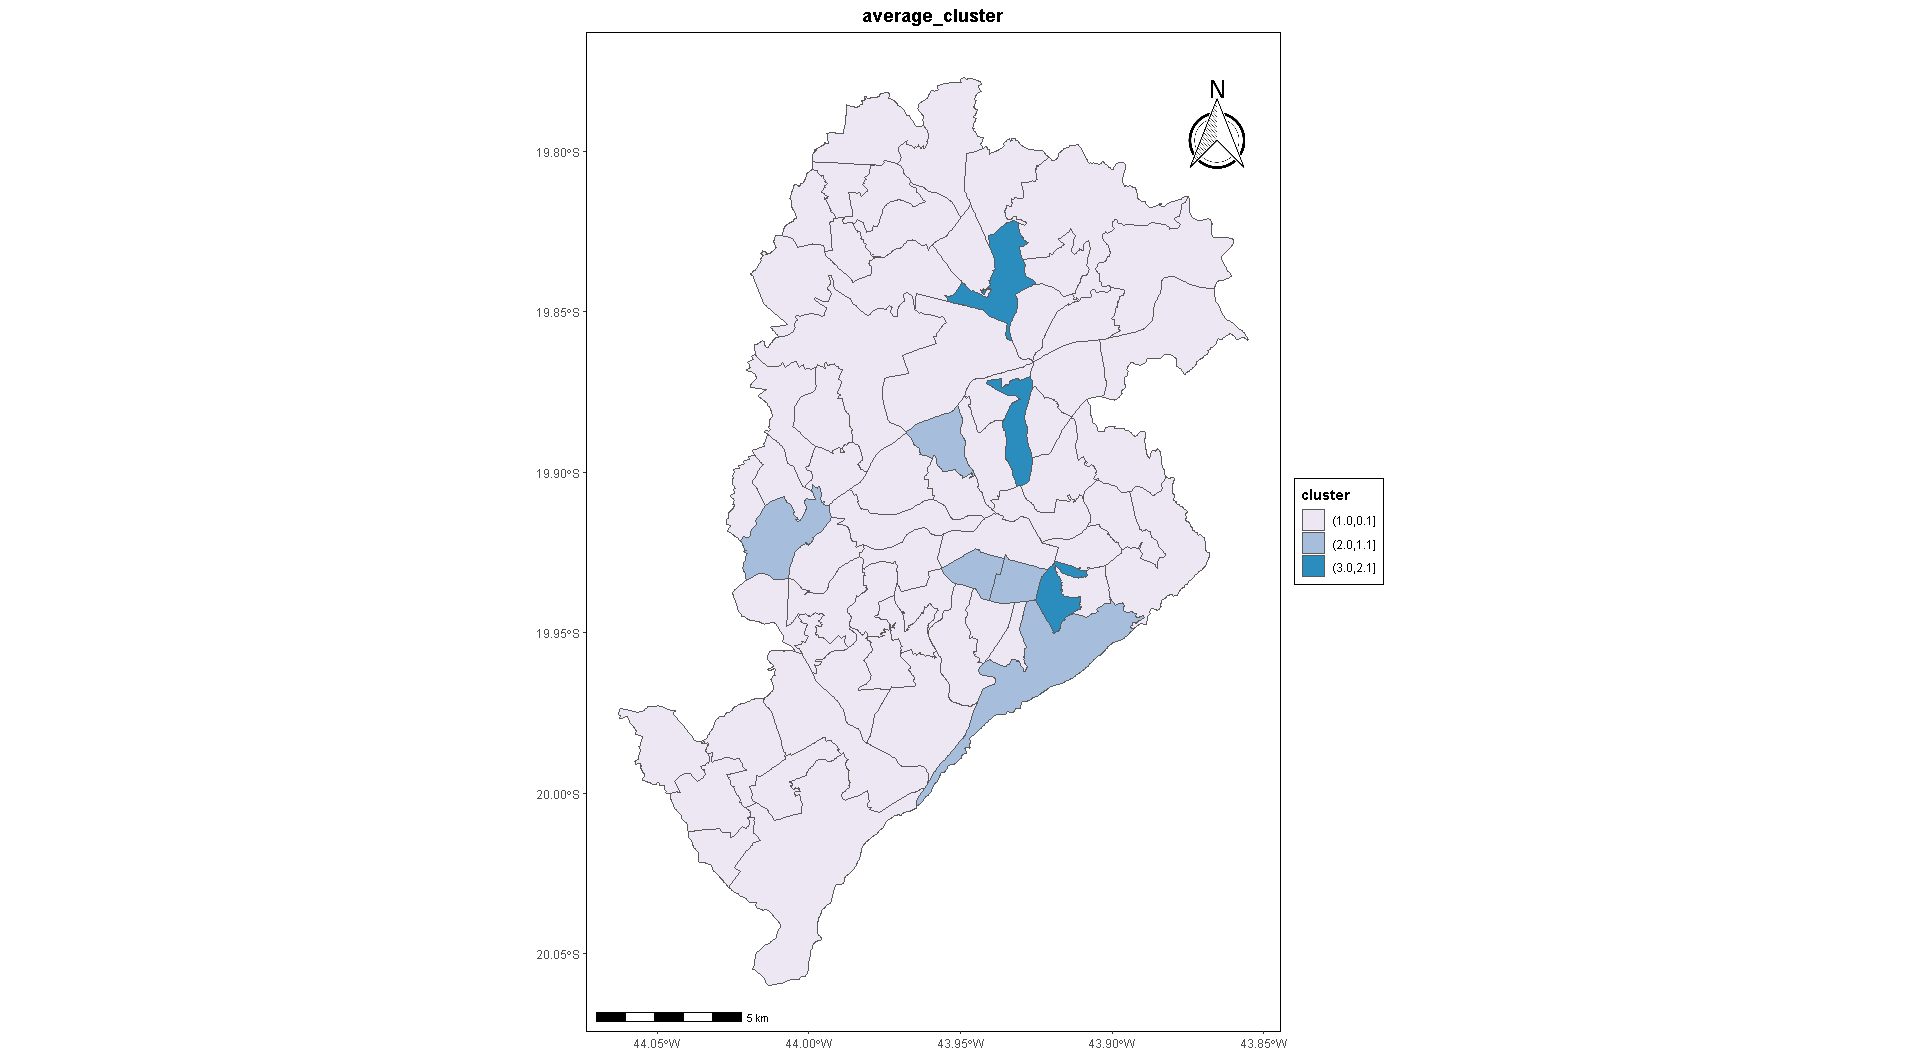 average_cluster
N
19.80°S
19.85°S
19.90°S
19.95°S
20.00°S
20.05°S
cluster
(1.0,0.1]
(2.0,1.1]
(3.0,2.1]
5 km
44.05°W
44.00°W
43.95°W
43.90°W
43.85°W